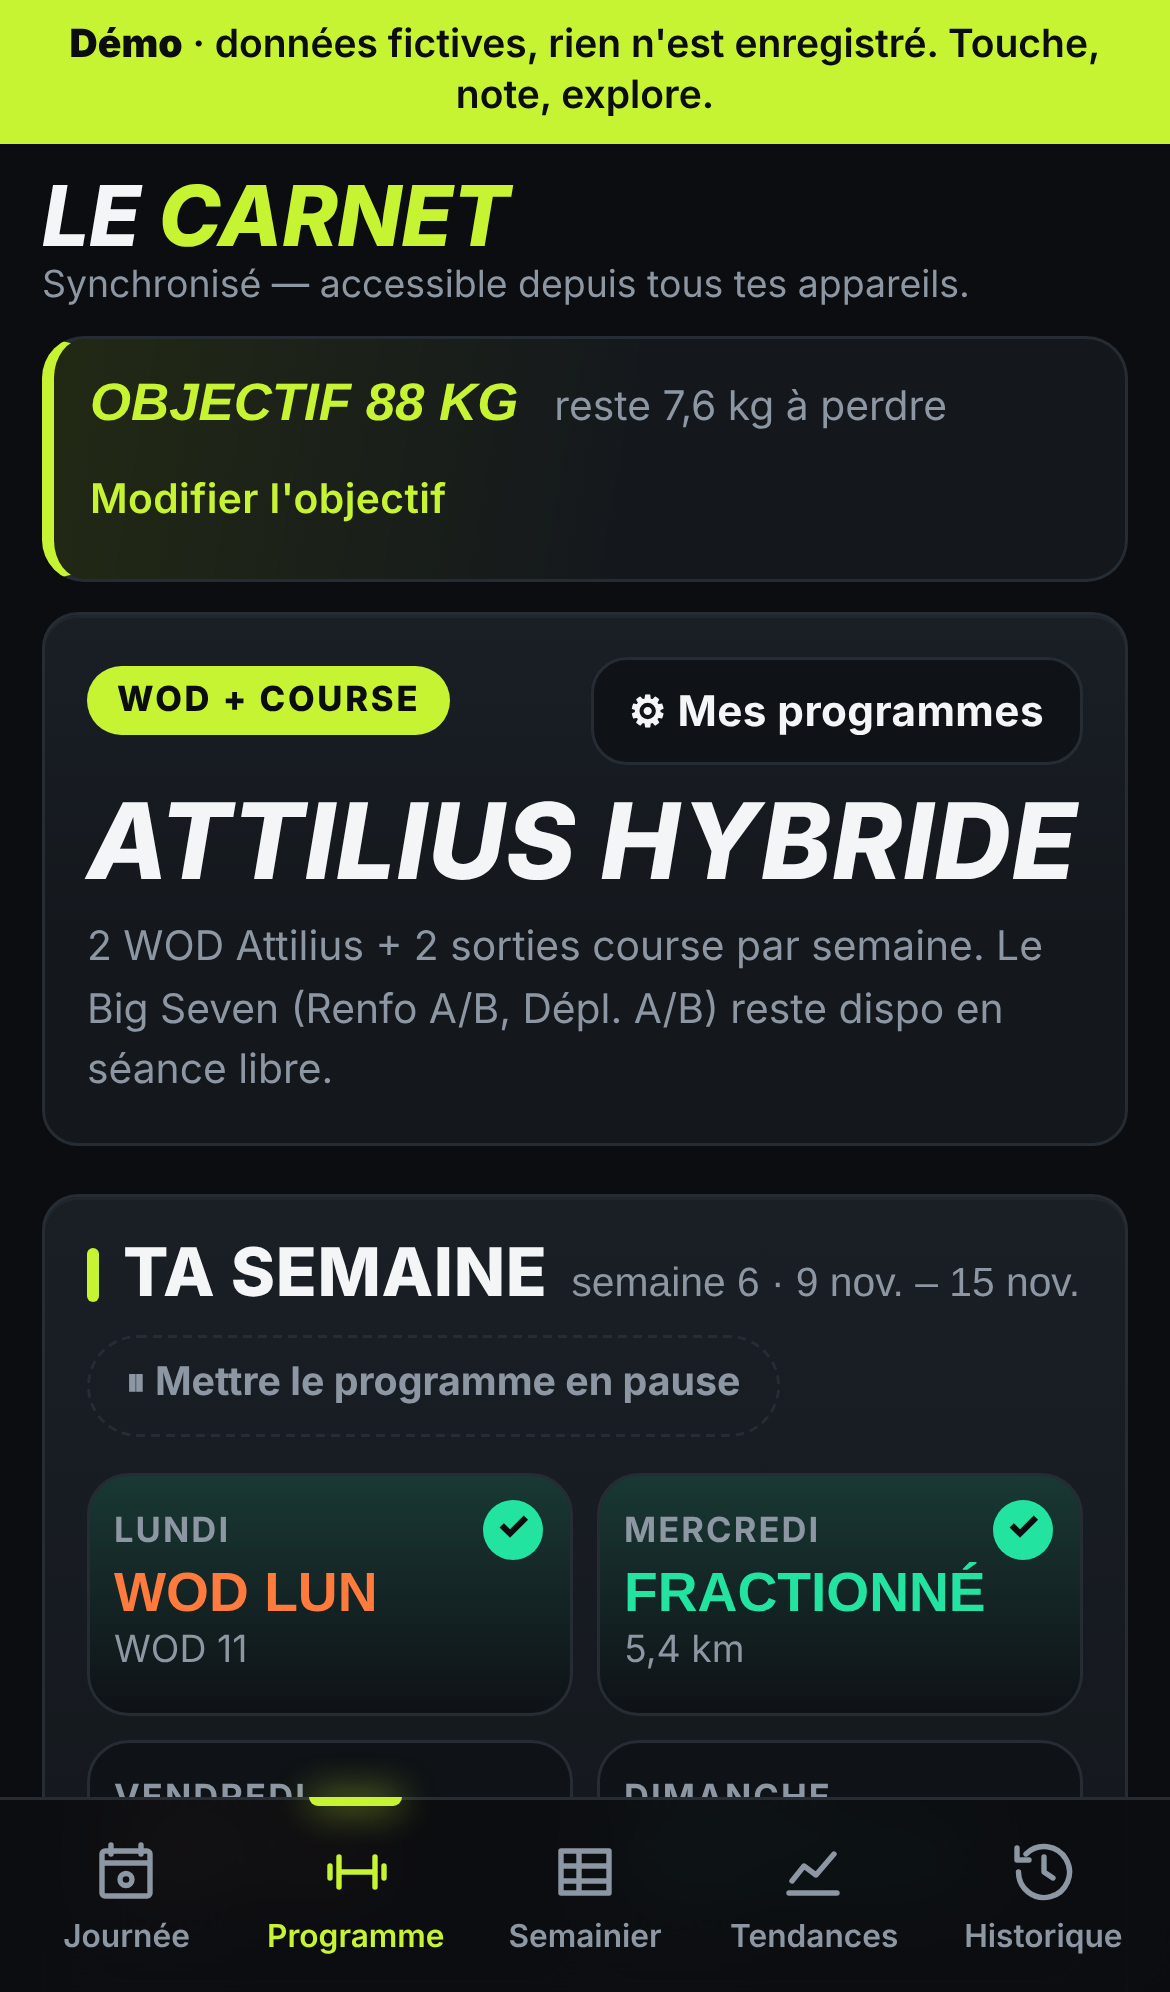 Démo · données fictives, rien n'est enregistré. Touche,
note, explore.
LE CARNET
Synchronisé — accessible depuis tous tes appareils.
OBJECTIF 88 KG reste 7,6 kg à perdre
Modifier l'objectif
WOD + COURSE
⚙ Mes programmes
ATTILIUS HYBRIDE
2 WOD Attilius + 2 sorties course par semaine. Le
Big Seven (Renfo A/B, Dépl. A/B) reste dispo en
séance libre.
TA SEMAINE semaine 6 · 9 nov. – 15 nov.
Mettre le programme en pause
LUNDI
WOD LUN
WOD 11
MERCREDI
FRACTIONNÉ
5,4 km
VENDREDI
DIMANCHE
Journée
Programme
Semainier
Tendances
Historique